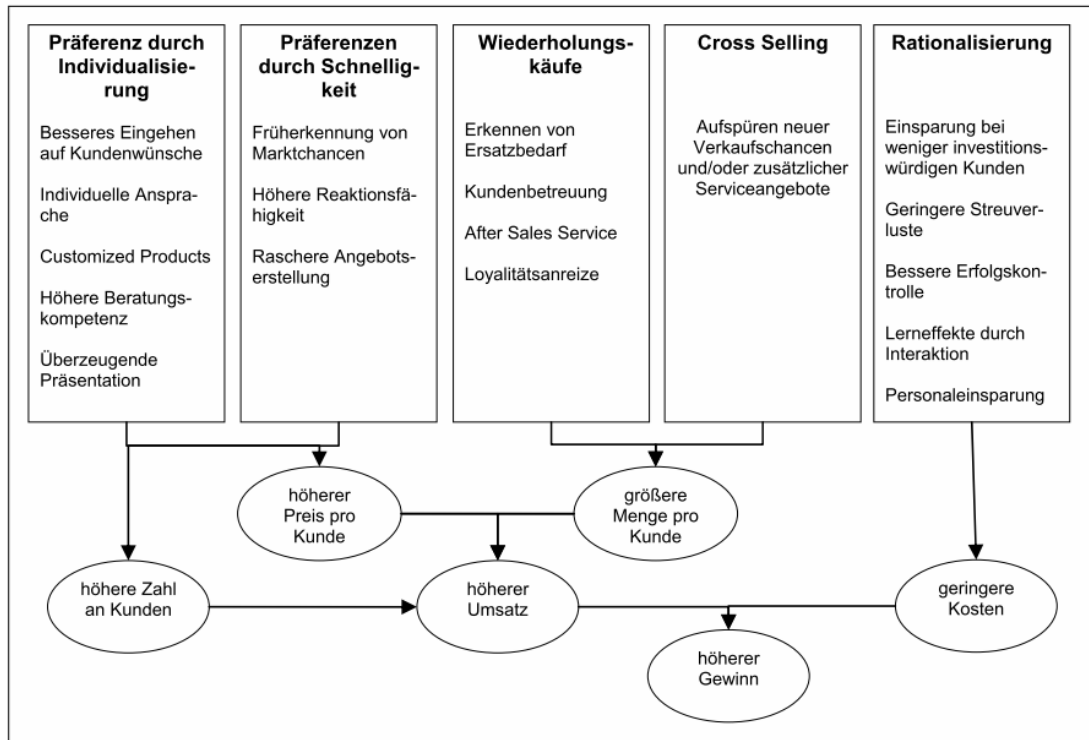 Präferenz durch
Individualisie-
rung
Besseres Eingehen
auf Kundenwünsche
Individuelle Anspra-
che
Customized Products
Höhere Beratungs-
kompetenz
Überzeugende
Präsentation
Präferenzen
durch Schnellig-
keit
Früherkennung von
Marktchancen
Höhere Reaktionsfä-
higkeit
Raschere Angebots-
erstellung
Wiederholungs-
käufe
Erkennen von
Ersatzbedarf
Kundenbetreuung
After Sales Service
Loyalitätsanreize
Cross Selling
Aufspüren neuer
Verkaufschancen
und/oder zusätzlicher
Serviceangebote
Rationalisierung
Einsparung bei
weniger investitions-
würdigen Kunden
Geringere Streuver-
luste
Bessere Erfolgskon-
trolle
Lerneffekte durch
Interaktion
Personaleinsparung
höherer
Preis pro
Kunde
größere
Menge pro
Kunde
höhere Zahl
an Kunden
höherer
Umsatz
geringere
Kosten
höherer
Gewinn